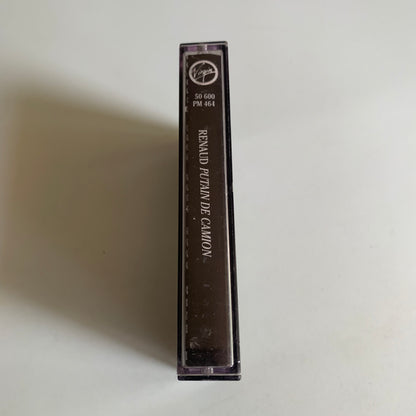 Virgin
50 600
PM 464
RENAUD PUTAIN DE CAMION